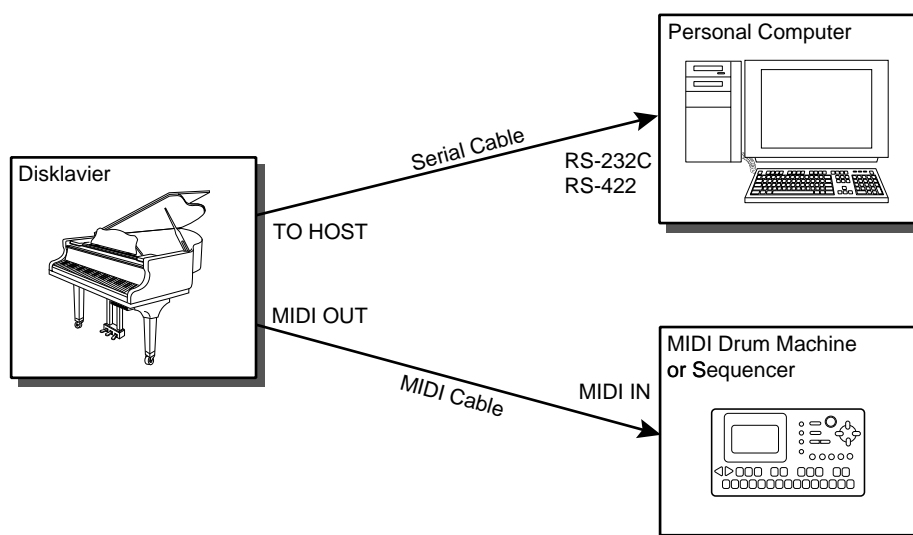 Personal Computer
Serial Cable
RS-232C
RS-422
Disklavier
TO HOST
MIDI OUT
MIDI Cable
MIDI IN
MIDI Drum Machine
or Sequencer